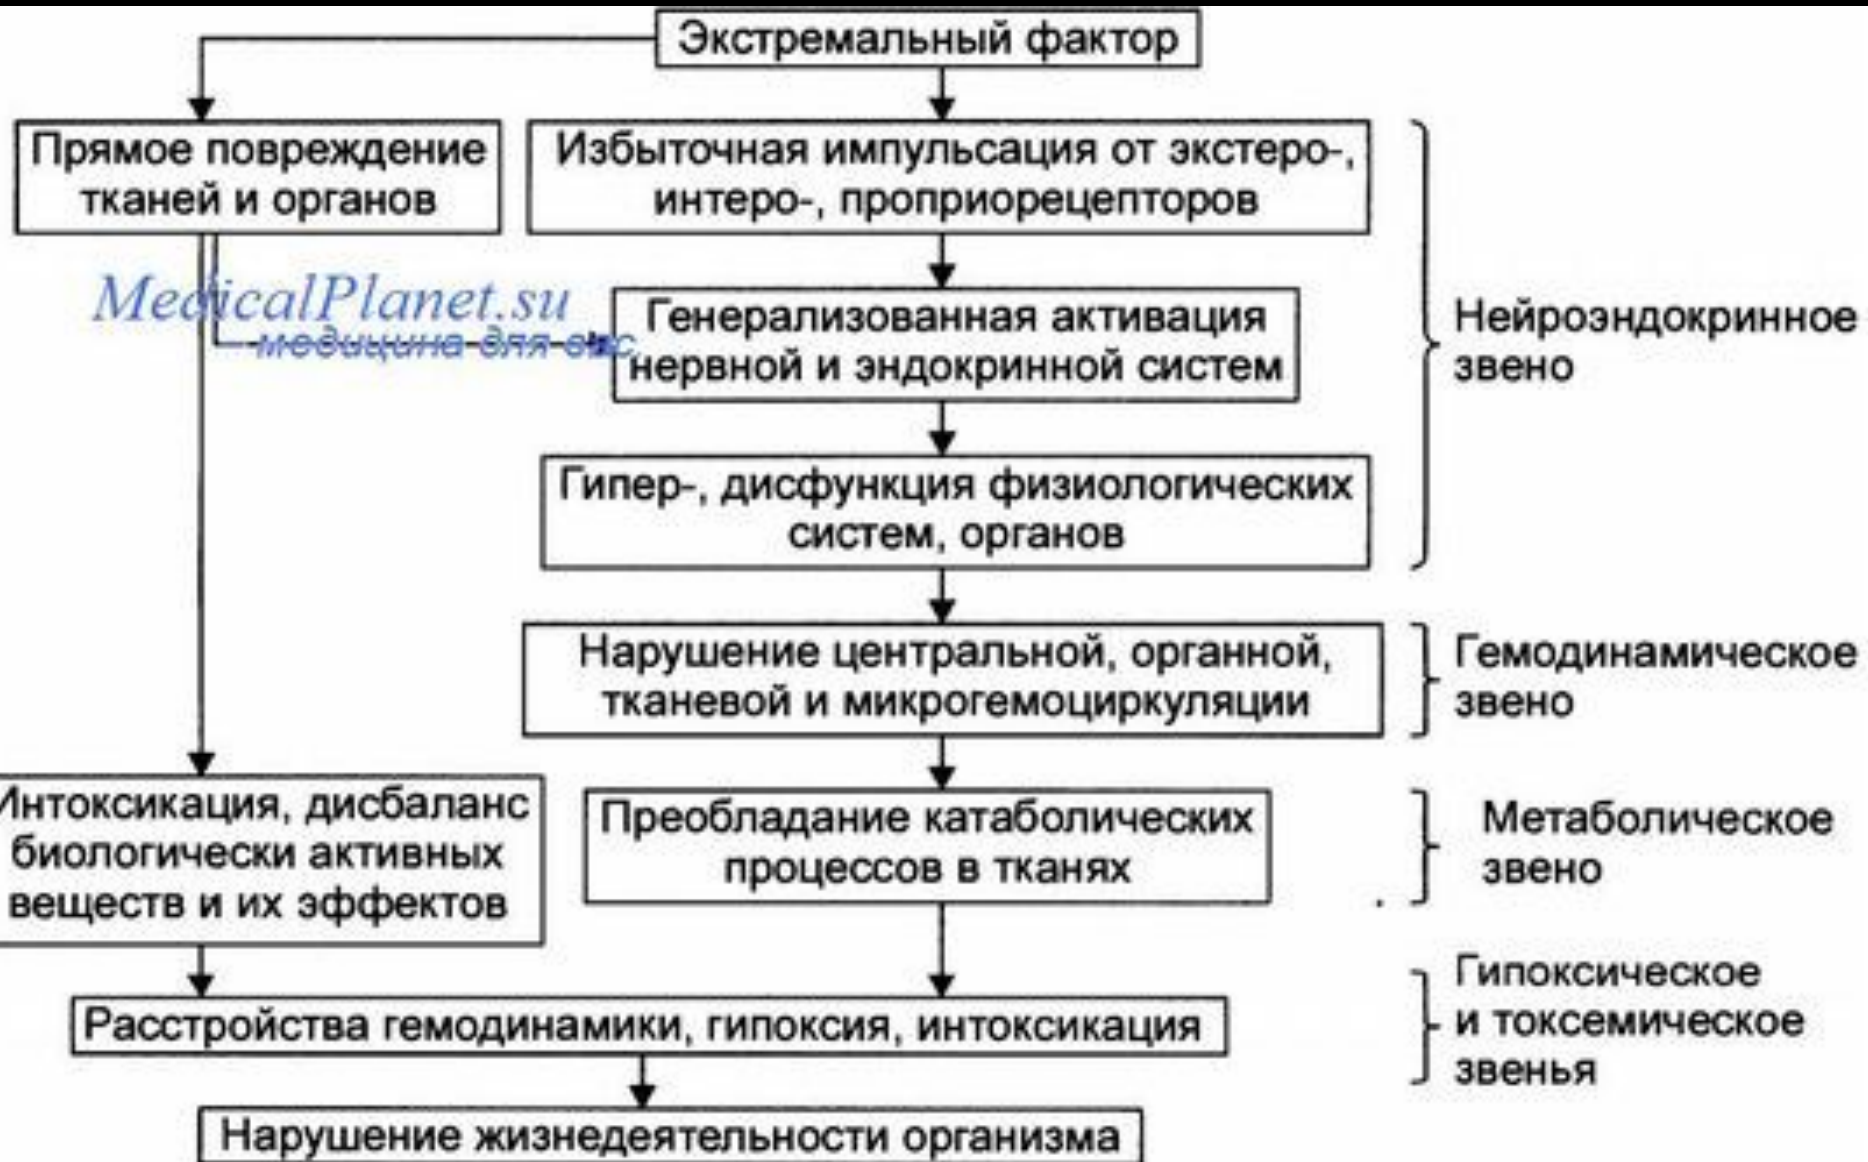 Экстремальный фактор
Прямое повреждение
тканей и органов
Избыточная импульсация от экстеро-,
интеро-, проприорецепторов
MedicalPlanet.su
медицина для вас.
Генерализованная активация
нервной и эндокринной систем
Нейроэндокринное
звено
Гипер-, дисфункция физиологических
систем, органов
Нарушение центральной, органной,
тканевой и микрогемоциркуляции
Гемодинамическое
звено
Интоксикация, дисбаланс
биологически активных
веществ и их эффектов
Преобладание катаболических
процессов в тканях
Метаболическое
звено
Расстройства гемодинамики, гипоксия, интоксикация
Гипоксическое
и токсемическое
звенья
Нарушение жизнедеятельности организма